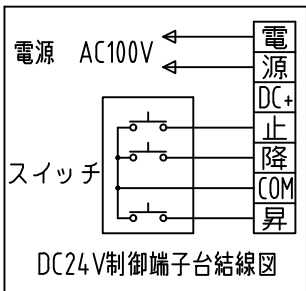 電源 AC100V
電
源
DC+
止
降
COM
昇
スイッチ
DC24V制御端子台結線図